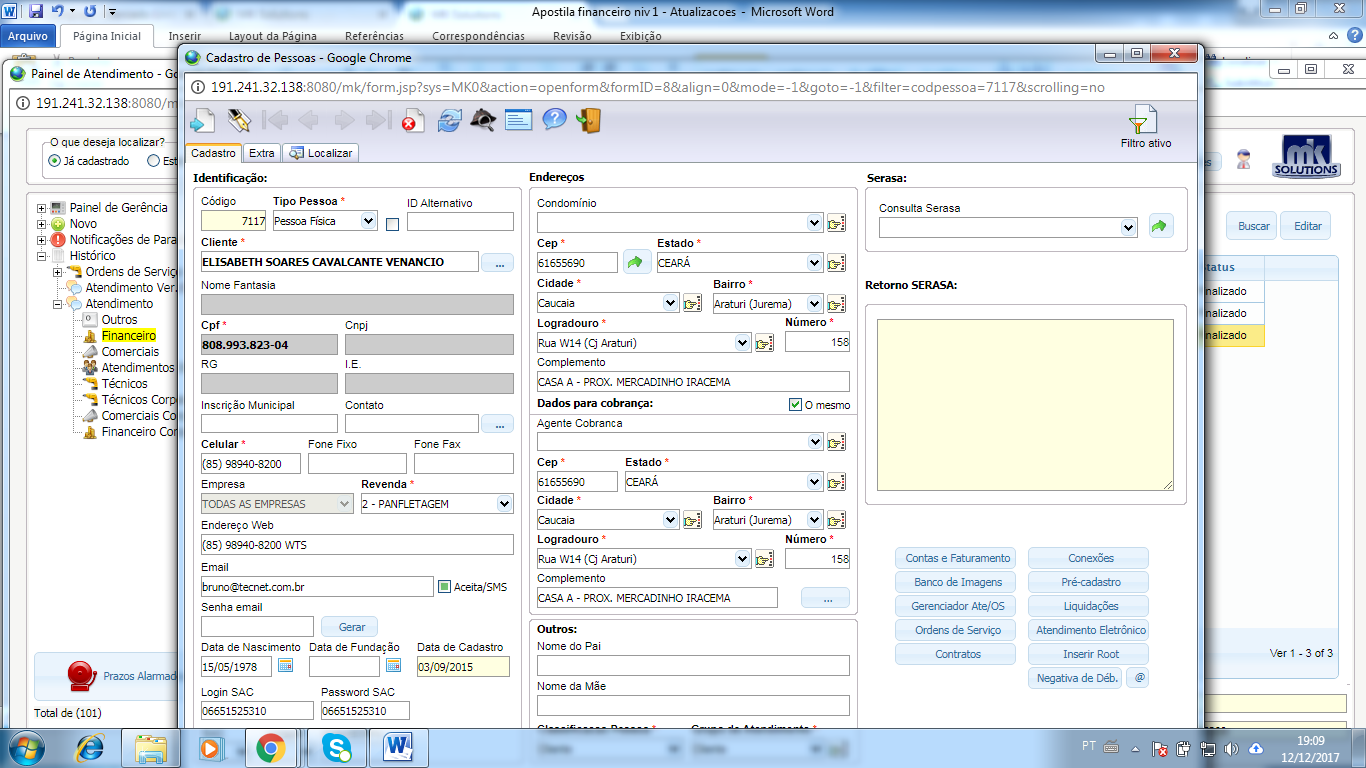 Apostila financeiro niv 1 - Atualizacoes - Microsoft Word
Arquivo Página Inicial Inserir Layout da Página Referências Correspondências Revisão Exibição
Painel de Atendimento - Go
191.241.32.138:8080/m
O que deseja localizar?
Já cadastrado Est
Painel de Gerência
Novo
Notificações de Para
Histórico
Ordens de Serviço
Atendimento Ver.
Atendimento
Outros
Financeiro
Comerciais
Atendimentos
Técnicos
Técnicos Corp
Comerciais Co
Financeiro Cor
Prazos Alarmad
Total de (101)
Cadastro de Pessoas - Google Chrome
191.241.32.138:8080/mk/form.jsp?sys=MK0&action=openform&formID=8&align=0&mode=-1&goto=-1&filter=codpessoa=7117&scrolling=no
Filtro ativo
Cadastro Extra Localizar
Identificação:
Código Tipo Pessoa * ID Alternativo
7117 Pessoa Física
Cliente *
ELISABETH SOARES CAVALCANTE VENANCIO ...
Nome Fantasia
Cpf * Cnpj
808.993.823-04
RG I.E.
Inscrição Municipal Contato
...
Celular * Fone Fixo Fone Fax
(85) 98940-8200
Empresa Revenda *
TODAS AS EMPRESAS 2 - PANFLETAGEM
Endereço Web
(85) 98940-8200 WTS
Email
bruno@tecnet.com.br Aceita/SMS
Senha email
Gerar
Data de Nascimento Data de Fundação Data de Cadastro
15/05/1978 03/09/2015
Login SAC Password SAC
06651525310 06651525310
Endereços
Condomínio
Cep * Estado *
61655690 CEARÁ
Cidade * Bairro *
Caucaia Araturi (Jurema)
Logradouro * Número *
Rua W14 (Cj Araturi) 158
Complemento
CASA A - PROX. MERCADINHO IRACEMA
Dados para cobrança: O mesmo
Agente Cobranca
Cep * Estado *
61655690 CEARÁ
Cidade * Bairro *
Caucaia Araturi (Jurema)
Logradouro * Número *
Rua W14 (Cj Araturi) 158
Complemento
CASA A - PROX. MERCADINHO IRACEMA ...
Outros:
Nome do Pai
Nome da Mãe
Serasa:
Consulta Serasa
Retorno SERASA:
Contas e Faturamento Conexões
Banco de Imagens Pré-cadastro
Gerenciador Ate/OS Liquidações
Ordens de Serviço Atendimento Eletrônico
Contratos Inserir Root
Negativa de Déb. @
mk
SOLUTIONS
Buscar Editar
Status
nalizado
nalizado
nalizado
Ver 1 - 3 of 3
PT 19:09
12/12/2017